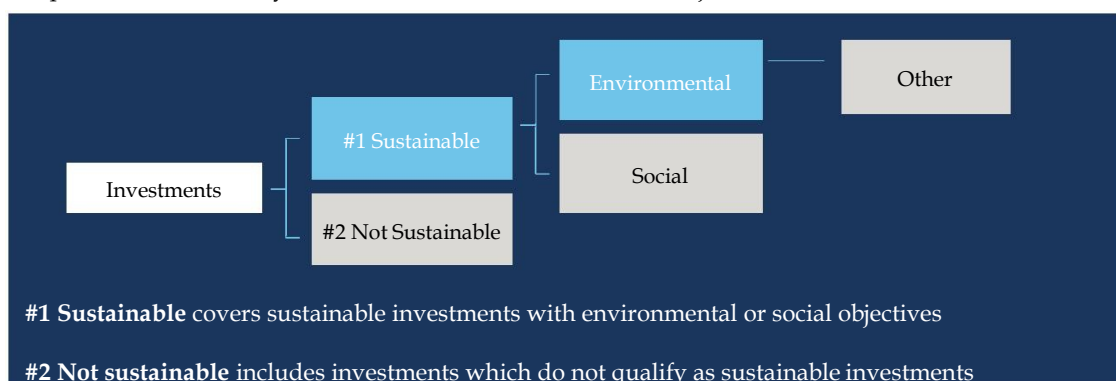 Environmental
Other
#1 Sustainable
Investments
Social
#2 Not Sustainable
#1 Sustainable covers sustainable investments with environmental or social objectives
#2 Not sustainable includes investments which do not qualify as sustainable investments